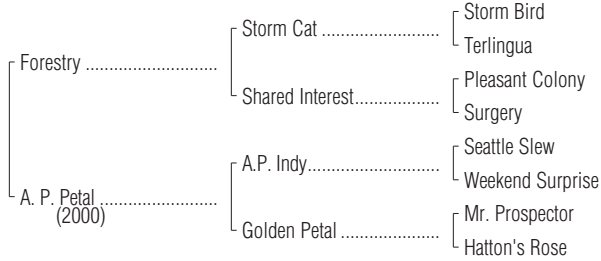 Storm Bird
Storm Cat ........................
Terlingua
Forestry ...........................
Pleasant Colony
Shared Interest.................
Surgery
Seattle Slew
A.P. Indy...........................
Weekend Surprise
A. P. Petal ........................
(2000)
Mr. Prospector
Golden Petal ....................
Hatton's Rose